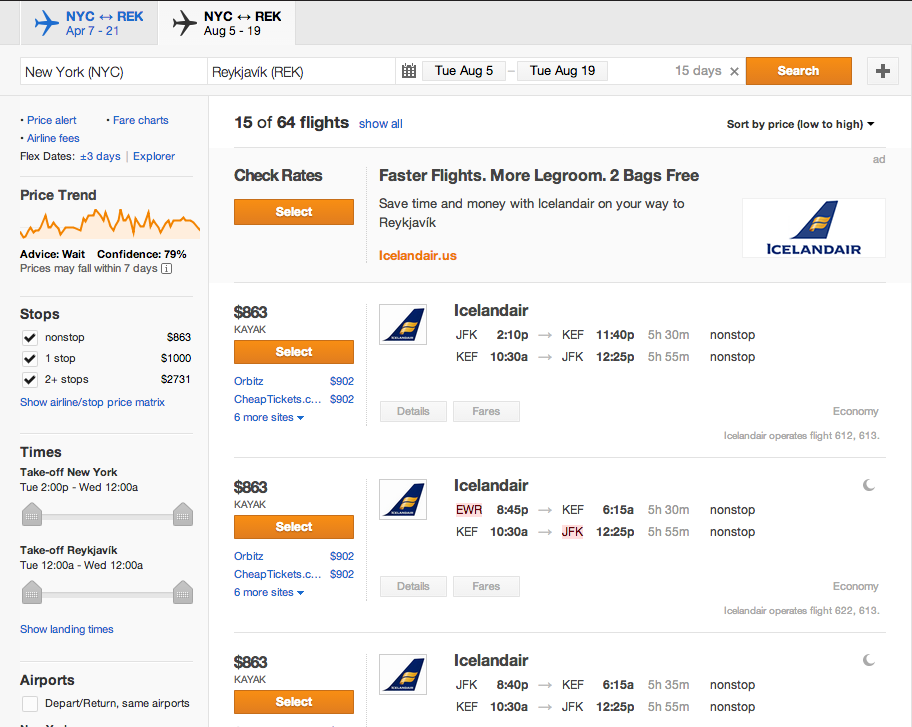 NYC ↔ REK
Apr 7 - 21
NYC ↔ REK
Aug 5 - 19
New York (NYC)
Reykjavík (REK)
Tue Aug 5
–
Tue Aug 19
15 days ×
Search
+
• Price alert
• Fare charts
• Airline fees
Flex Dates: ±3 days | Explorer
Price Trend
Advice: Wait Confidence: 79%
Prices may fall within 7 days i
Stops
nonstop $863
1 stop $1000
2+ stops $2731
Show airline/stop price matrix
Times
Take-off New York
Tue 2:00p - Wed 12:00a
Take-off Reykjavík
Tue 12:00a - Wed 12:00a
Show landing times
Airports
Depart/Return, same airports
15 of 64 flights show all
Sort by price (low to high)
ad
Check Rates
Select
Faster Flights. More Legroom. 2 Bags Free
Save time and money with Icelandair on your way to
Reykjavík
Icelandair.us
ICELANDAIR
$863
KAYAK
Select
Orbitz $902
CheapTickets.c... $902
6 more sites
ICELANDAIR
Icelandair
JFK 2:10p → KEF 11:40p 5h 30m nonstop
KEF 10:30a → JFK 12:25p 5h 55m nonstop
Details
Fares
Economy
Icelandair operates flight 612, 613.
$863
KAYAK
Select
Orbitz $902
CheapTickets.c... $902
6 more sites
ICELANDAIR
Icelandair
EWR 8:45p → KEF 6:15a 5h 30m nonstop
KEF 10:30a → JFK 12:25p 5h 55m nonstop
Details
Fares
Economy
Icelandair operates flight 622, 613.
$863
KAYAK
Select
ICELANDAIR
Icelandair
JFK 8:40p → KEF 6:15a 5h 35m nonstop
KEF 10:30a → JFK 12:25p 5h 55m nonstop